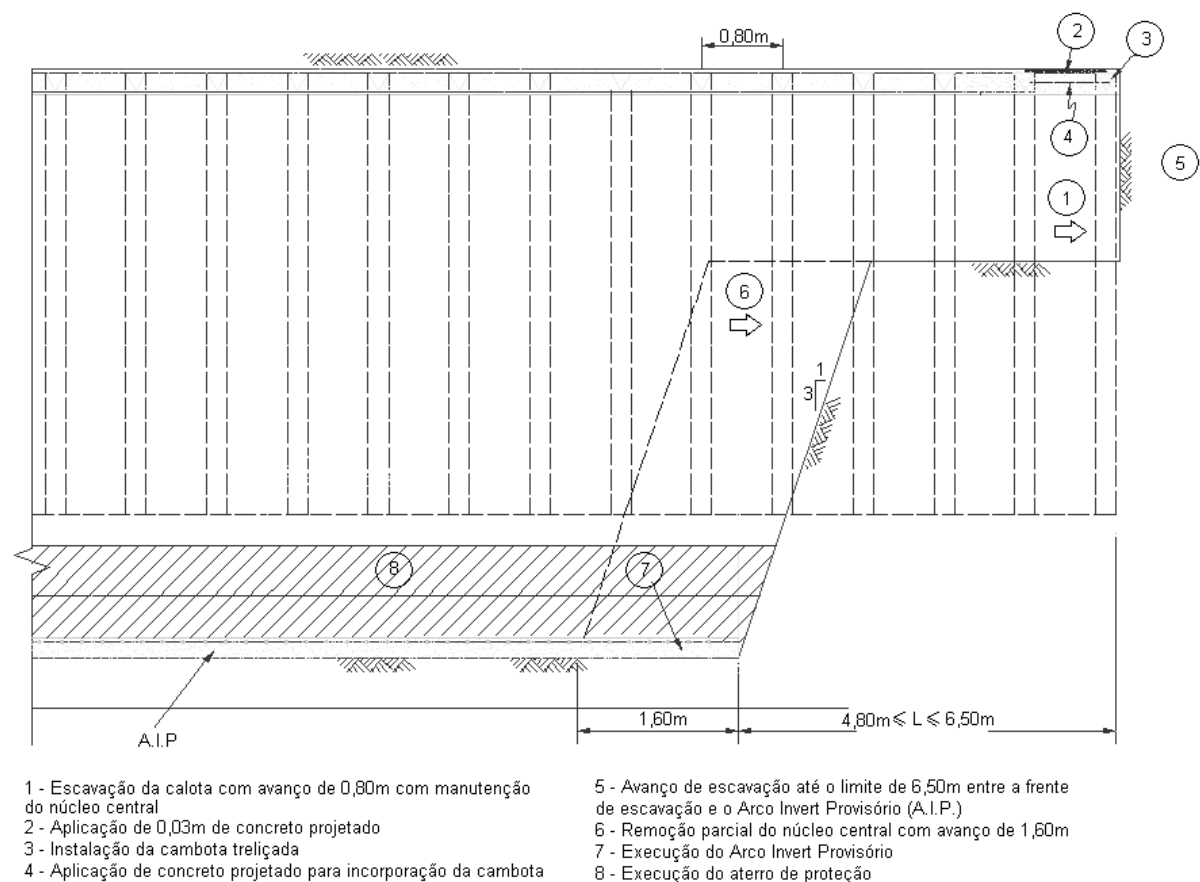 0,80m
2
3
4
5
1
6
1
3
8
7
1,60m
4,80m ⩽ L ⩽ 6,50m
A.I.P
1 - Escavação da calota com avanço de 0,80m com manutenção
do núcleo central
2 - Aplicação de 0,03m de concreto projetado
3 - Instalação da cambota treliçada
4 - Aplicação de concreto projetado para incorporação da cambota
5 - Avanço de escavação até o limite de 6,50m entre a frente
de escavação e o Arco Invert Provisório (A.I.P.)
6 - Remoção parcial do núcleo central com avanço de 1,60m
7 - Execução do Arco Invert Provisório
8 - Execução do aterro de proteção